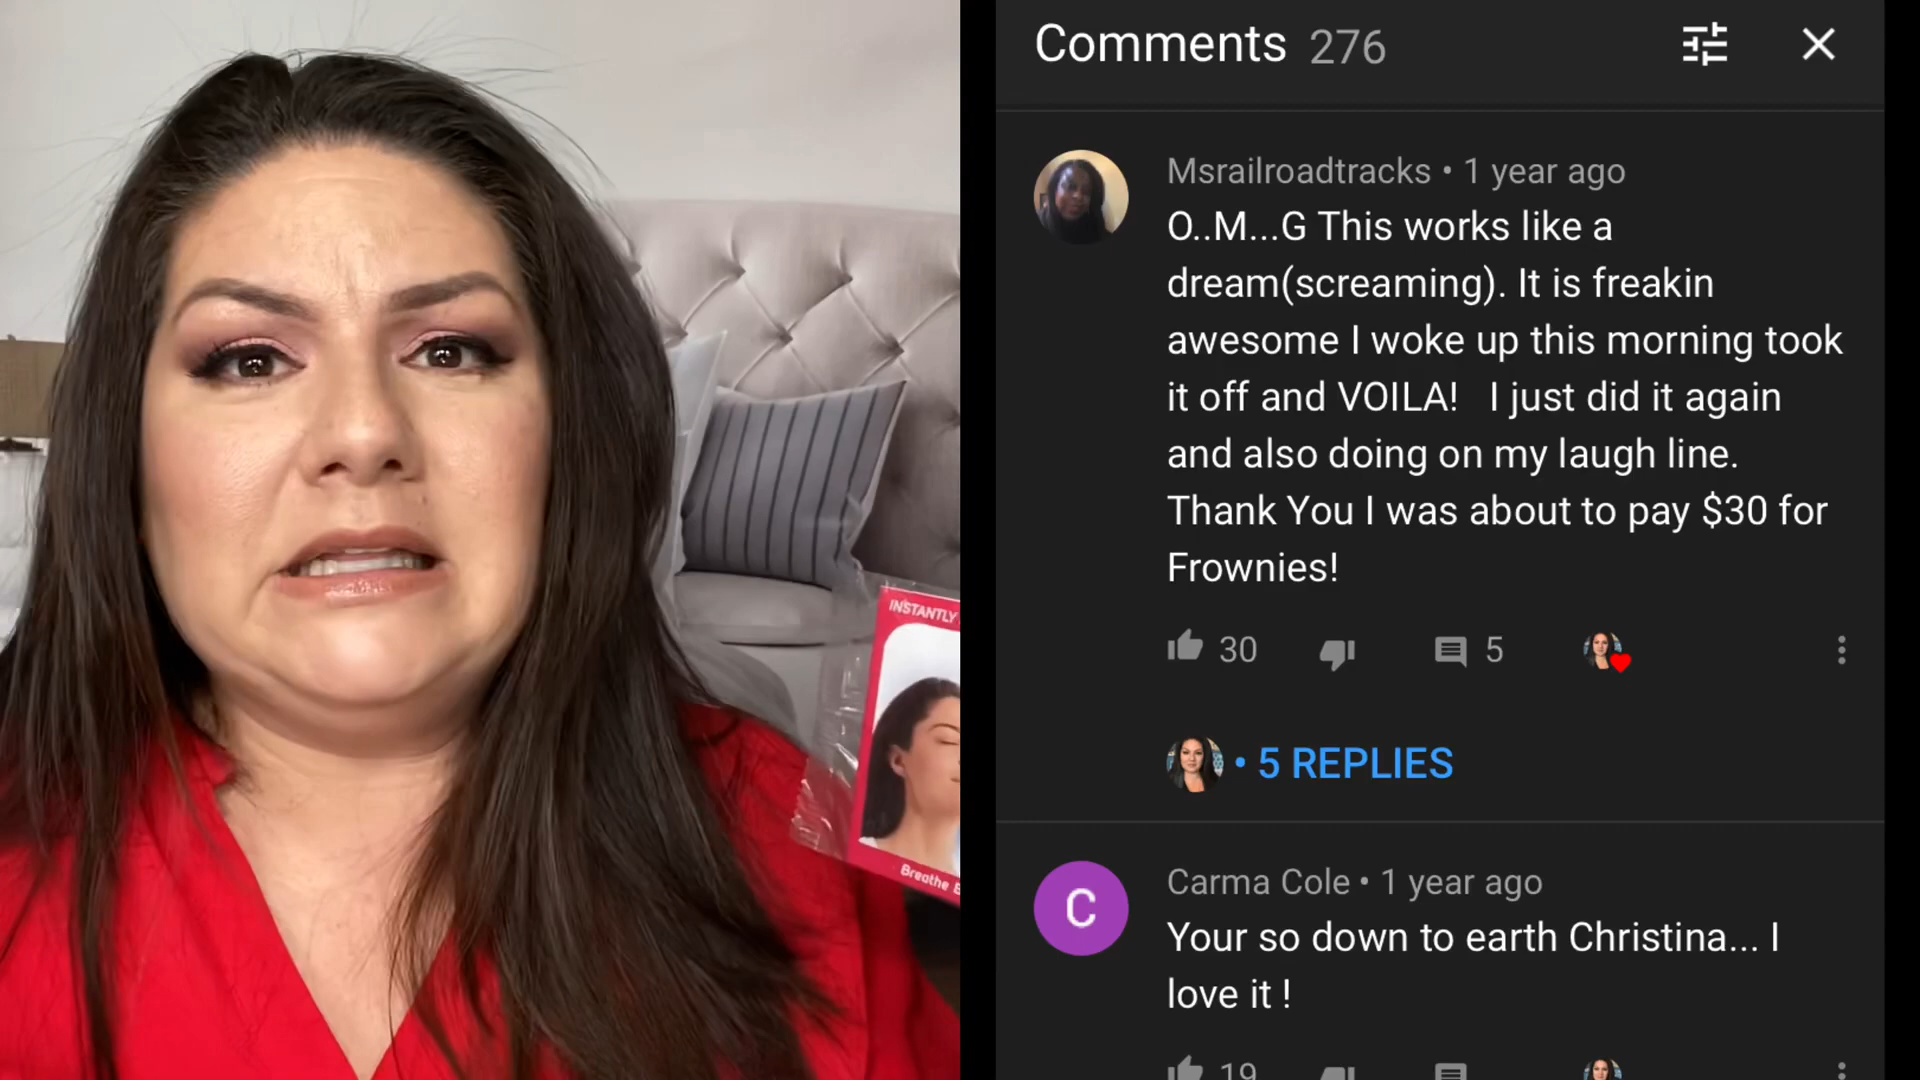 Comments 276
Msrailroadtracks • 1 year ago
O..M...G This works like a
dream(screaming). It is freakin
awesome I woke up this morning took
it off and VOILA!   I just did it again
and also doing on my laugh line.
Thank You I was about to pay $30 for
Frownies!
30
5
• 5 REPLIES
C
Carma Cole • 1 year ago
Your so down to earth Christina... I
love it !
19
INSTANTLY
Breathe